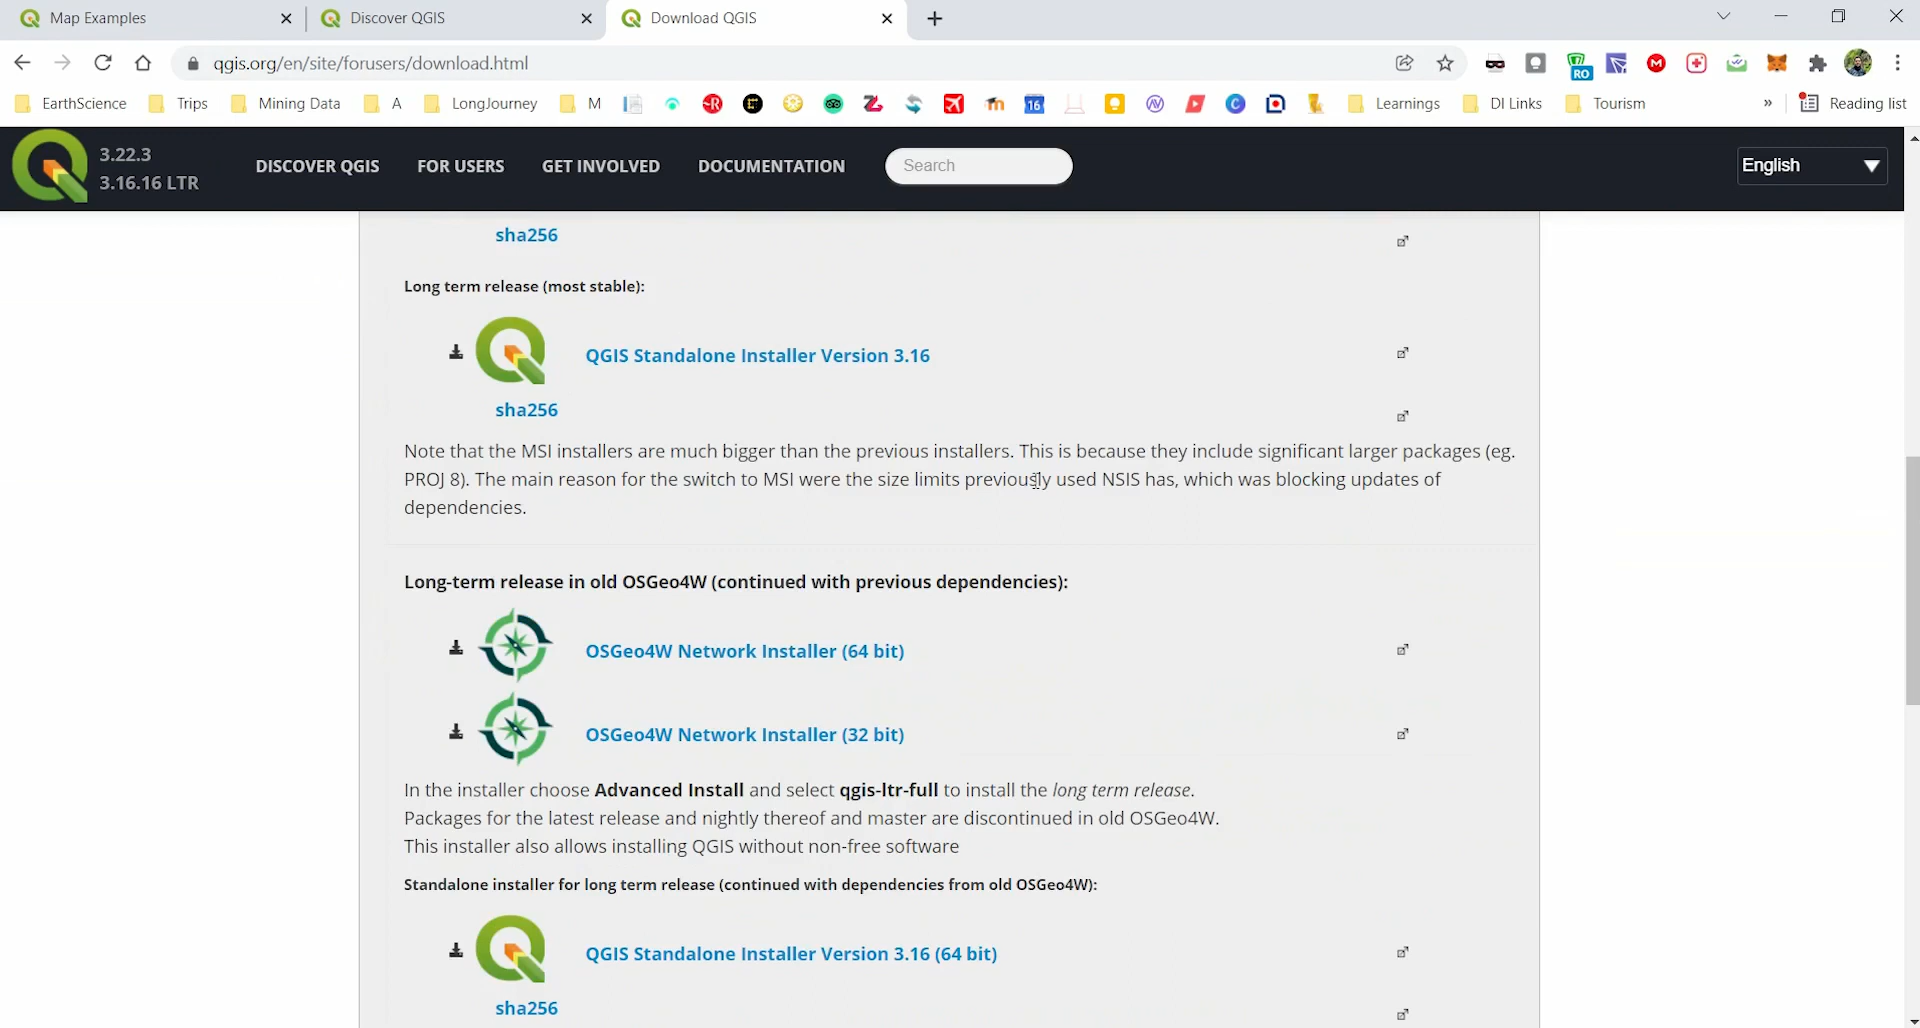 Map Examples
Discover QGIS
Download QGIS
qgis.org/en/site/forusers/download.html
RO
EarthScience
Trips
Mining Data
A
LongJourney
M
16
Learnings
DI Links
Tourism
»
Reading list
3.22.3
3.16.16 LTR
DISCOVER QGIS
FOR USERS
GET INVOLVED
DOCUMENTATION
Search
English
sha256
Long term release (most stable):
QGIS Standalone Installer Version 3.16
sha256
Note that the MSI installers are much bigger than the previous installers. This is because they include significant larger packages (eg.
PROJ 8). The main reason for the switch to MSI were the size limits previously used NSIS has, which was blocking updates of
dependencies.
Long-term release in old OSGeo4W (continued with previous dependencies):
OSGeo4W Network Installer (64 bit)
OSGeo4W Network Installer (32 bit)
In the installer choose Advanced Install and select qgis-ltr-full to install the long term release.
Packages for the latest release and nightly thereof and master are discontinued in old OSGeo4W.
This installer also allows installing QGIS without non-free software
Standalone installer for long term release (continued with dependencies from old OSGeo4W):
QGIS Standalone Installer Version 3.16 (64 bit)
sha256